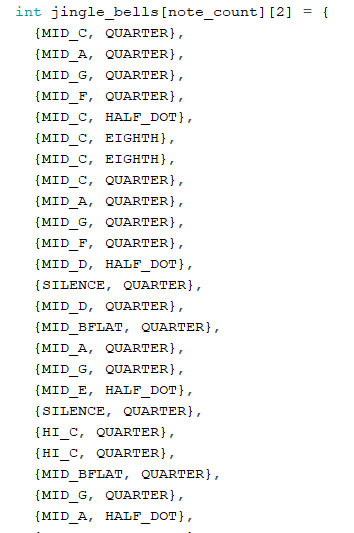 int jingle_bells[note_count][2] = {
{MID_C, QUARTER},
{MID_A, QUARTER},
{MID_G, QUARTER},
{MID_F, QUARTER},
{MID_C, HALF_DOT},
{MID_C, EIGHTH},
{MID_C, EIGHTH},
{MID_C, QUARTER},
{MID_A, QUARTER},
{MID_G, QUARTER},
{MID_F, QUARTER},
{MID_D, HALF_DOT},
{SILENCE, QUARTER},
{MID_D, QUARTER},
{MID_BFLAT, QUARTER},
{MID_A, QUARTER},
{MID_G, QUARTER},
{MID_E, HALF_DOT},
{SILENCE, QUARTER},
{HI_C, QUARTER},
{HI_C, QUARTER},
{MID_BFLAT, QUARTER},
{MID_G, QUARTER},
{MID_A, HALF_DOT},